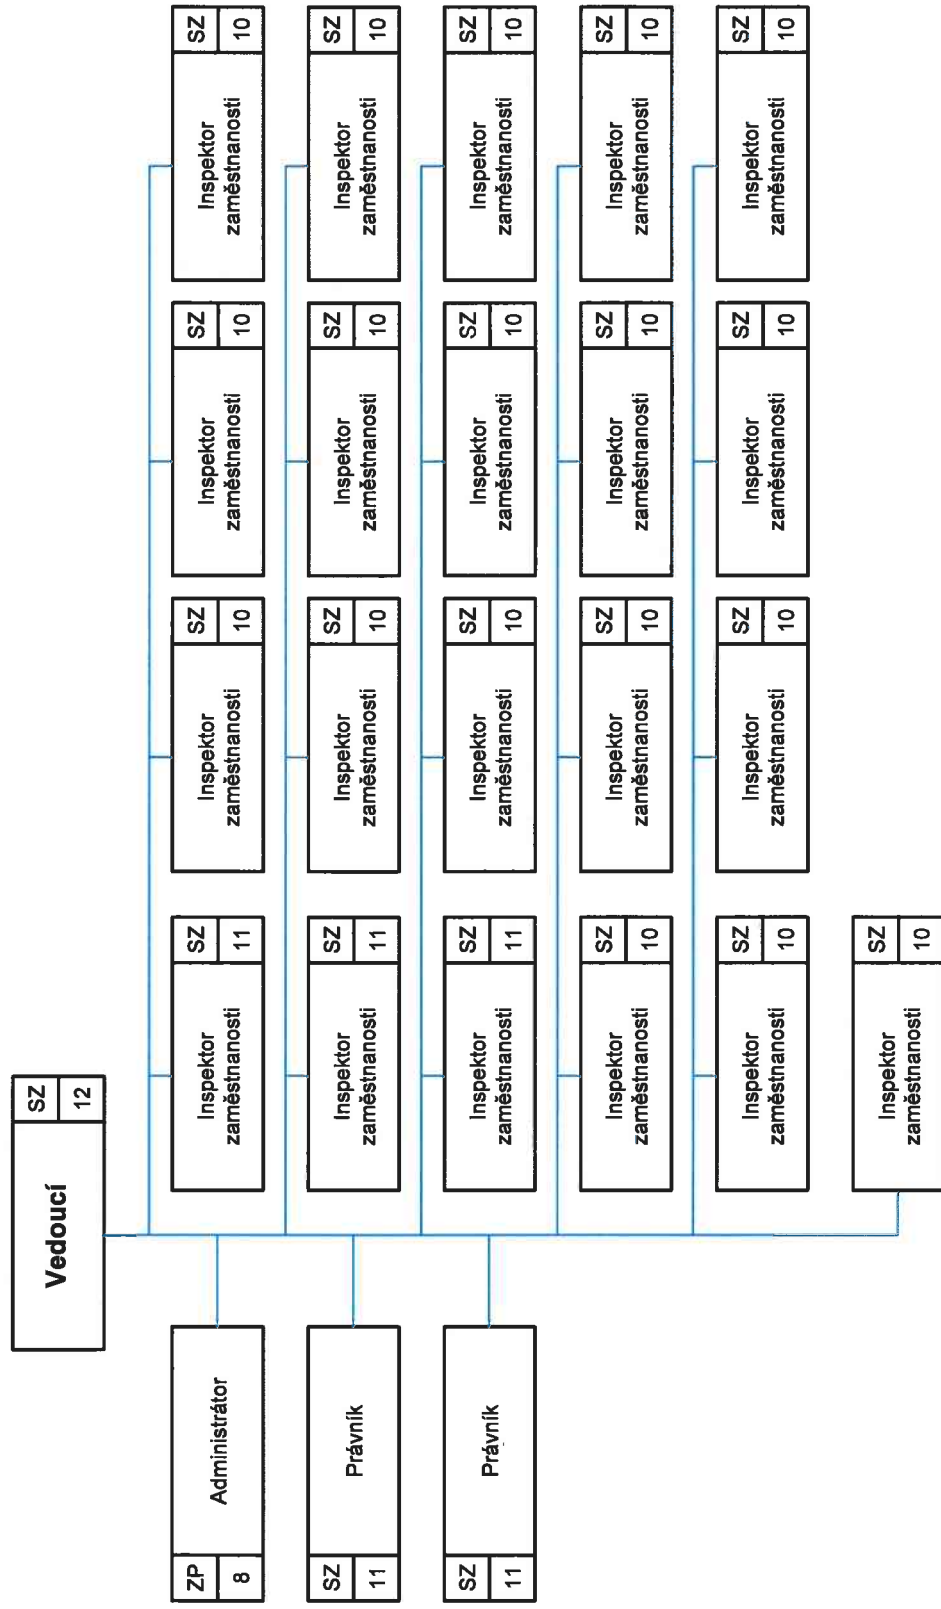 Vedoucí
SZ
12
ZP
8
Administrátor
Inspektor
zaměstnanosti
SZ
11
Inspektor
zaměstnanosti
SZ
10
Inspektor
zaměstnanosti
SZ
10
Inspektor
zaměstnanosti
SZ
10
SZ
11
Právník
Inspektor
zaměstnanosti
SZ
11
Inspektor
zaměstnanosti
SZ
10
Inspektor
zaměstnanosti
SZ
10
Inspektor
zaměstnanosti
SZ
10
SZ
11
Právník
Inspektor
zaměstnanosti
SZ
11
Inspektor
zaměstnanosti
SZ
10
Inspektor
zaměstnanosti
SZ
10
Inspektor
zaměstnanosti
SZ
10
Inspektor
zaměstnanosti
SZ
10
Inspektor
zaměstnanosti
SZ
10
Inspektor
zaměstnanosti
SZ
10
Inspektor
zaměstnanosti
SZ
10
Inspektor
zaměstnanosti
SZ
10
Inspektor
zaměstnanosti
SZ
10
Inspektor
zaměstnanosti
SZ
10
Inspektor
zaměstnanosti
SZ
10
Inspektor
zaměstnanosti
SZ
10